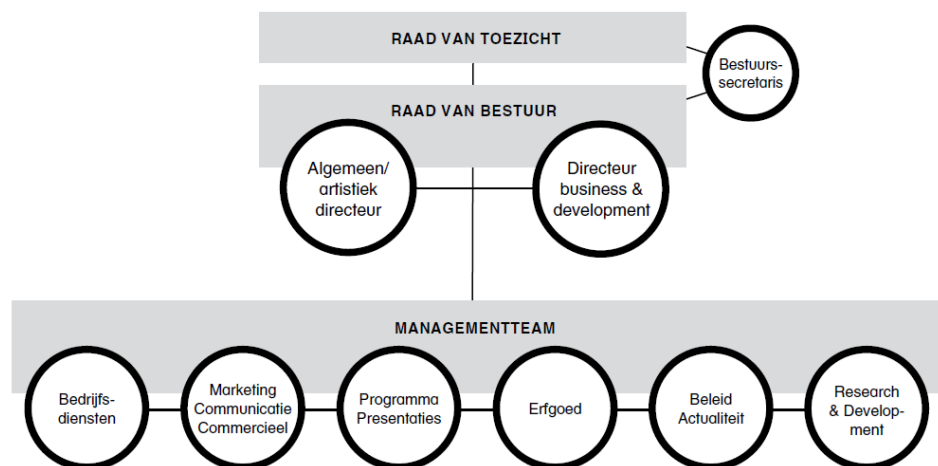 RAAD VAN TOEZICHT
Bestuurs-
secretaris
RAAD VAN BESTUUR
Algemeen/
artistiek
directeur
Directeur
business &
development
MANAGEMENTTEAM
Bedrijfs-
diensten
Marketing
Communicatie
Commercieel
Programma
Presentaties
Erfgoed
Beleid
Actualiteit
Research
& Develop-
ment